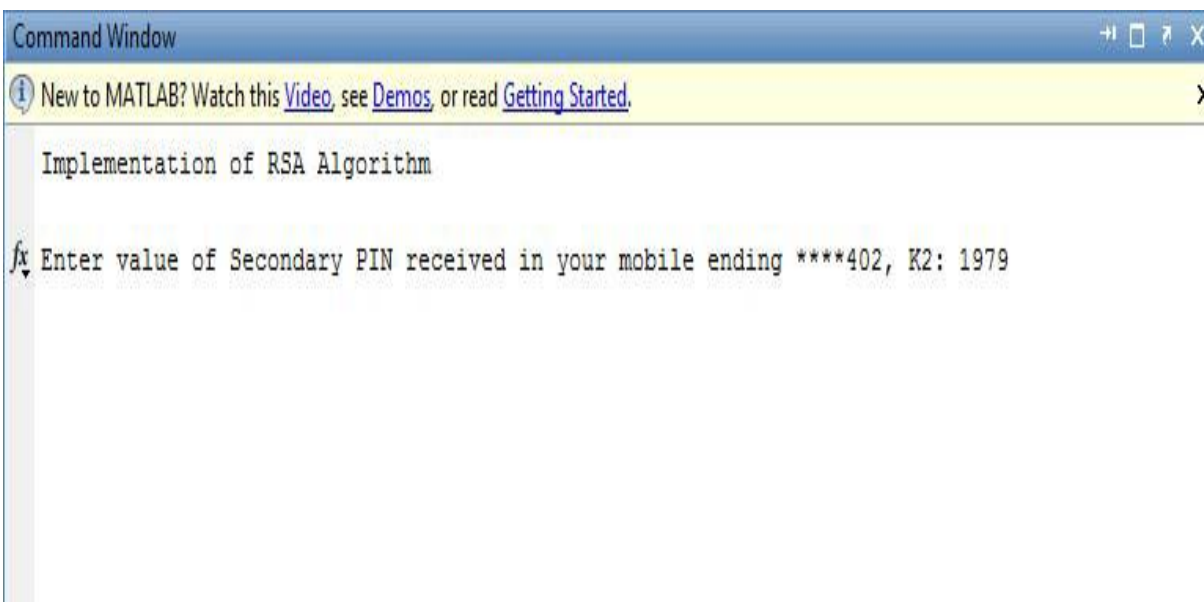 Command Window
New to MATLAB? Watch this Video, see Demos, or read Getting Started.
Implementation of RSA Algorithm
fx Enter value of Secondary PIN received in your mobile ending ****402, K2: 1979